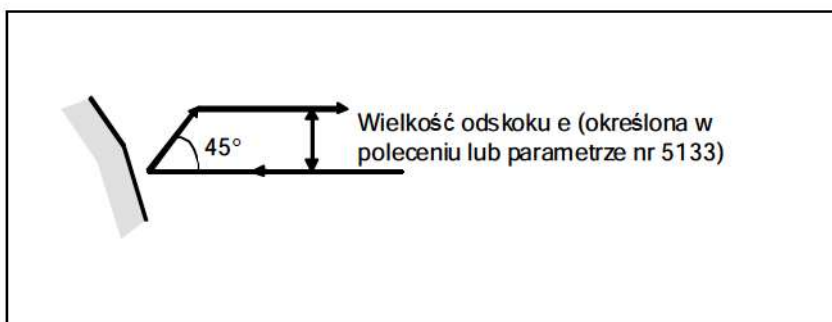 45°
Wielkość odskoku e (określona w
poleceniu lub parametrze nr 5133)